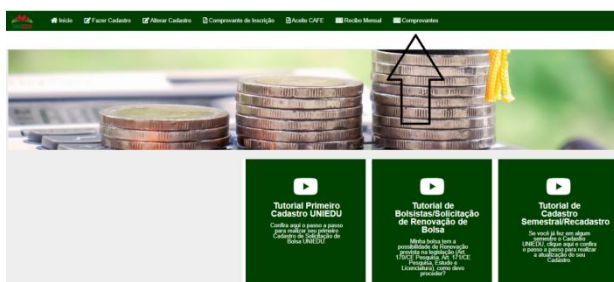 Início Fazer Cadastro Alterar Cadastro Comprovante de Inscrição Aceite CAFE Recibo Mensal Comprovantes
Tutorial Primeiro
Cadastro UNIEDU
Confira aqui o passo a passo
para realizar seu primeiro
Cadastro de Solicitação de
Bolsa UNIEDU.
Tutorial de
Bolsistas/Solicitação
de Renovação de
Bolsa
Minha bolsa tem a
possibilidade de Renovação
prevista na legislação (Art.
170/CE Pesquisa, Art. 171/CE
Pesquisa, Estudo e
Licenciatura), como devo
proceder?
Tutorial de
Cadastro
Semestral/Recadastro
Se você já fez em algum
semestre o Cadastro
UNIEDU, clique aqui e confira
o passo a passo para realizar
a atualização do seu
Cadastro.